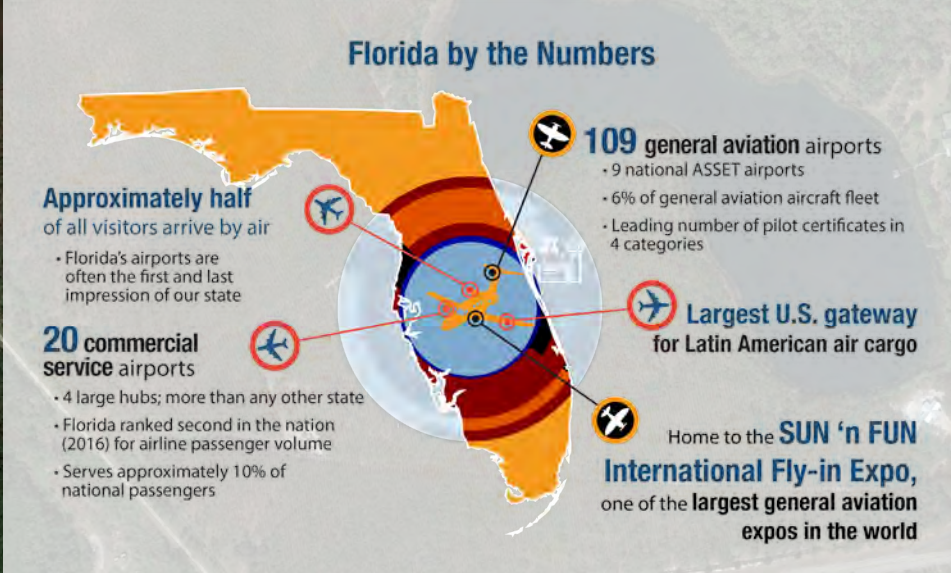 Florida by the Numbers
Approximately half
of all visitors arrive by air
• Florida's airports are
often the first and last
impression of our state
20 commercial
service airports
• 4 large hubs; more than any other state
• Florida ranked second in the nation
(2016) for airline passenger volume
• Serves approximately 10% of
national passengers
109 general aviation airports
• 9 national ASSET airports
• 6% of general aviation aircraft fleet
• Leading number of pilot certificates in
4 categories
Largest U.S. gateway
for Latin American air cargo
Home to the SUN 'n FUN
International Fly-in Expo,
one of the largest general aviation
expos in the world